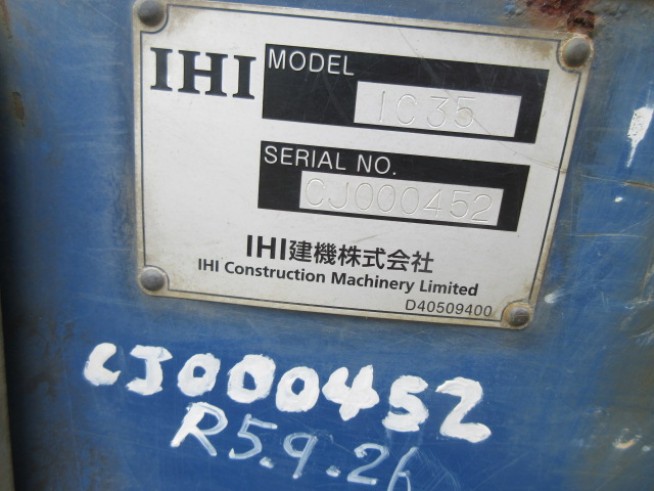 IHI
MODEL
IC35
SERIAL NO.
CJ000452
IHI建機株式会社
IHI Construction Machinery Limited
D40509400
CJ000452
R5.9.26